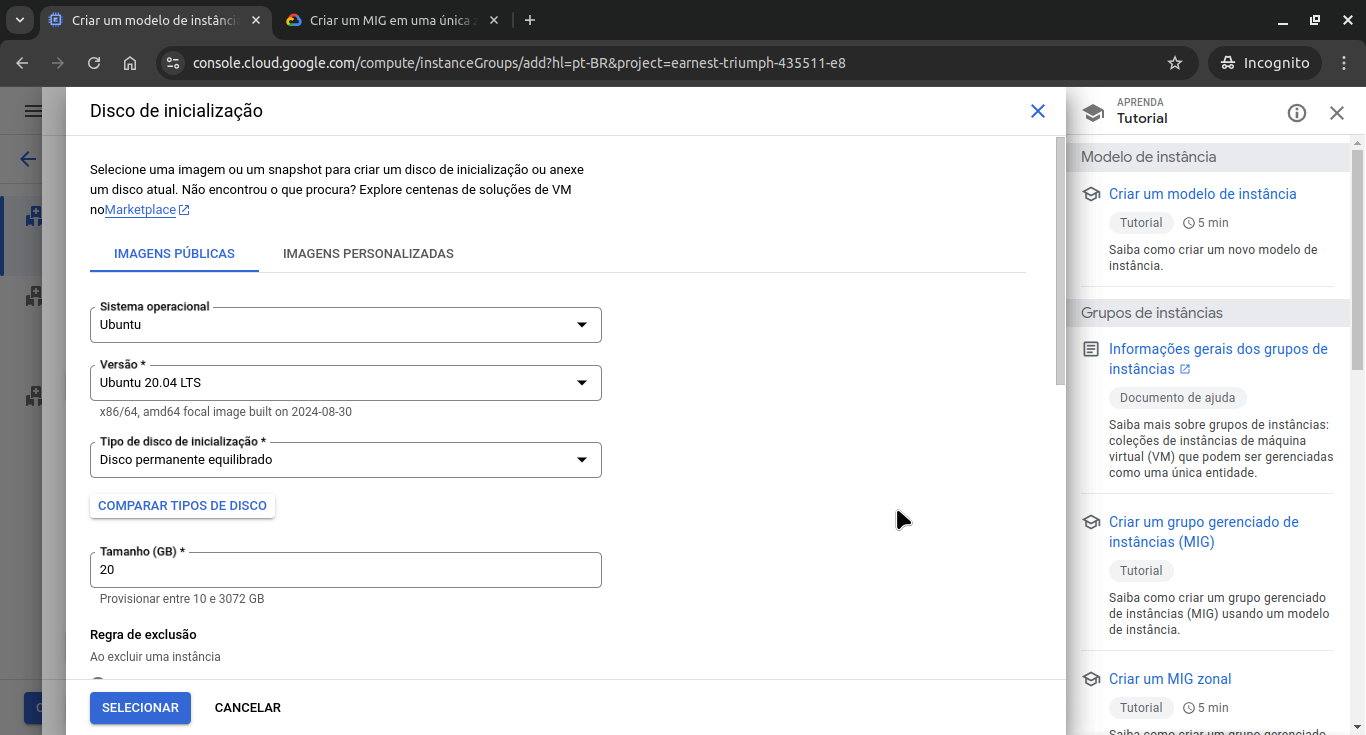 Criar um modelo de instânci
Criar um MIG em uma única
console.cloud.google.com/compute/instanceGroups/add?hl=pt-BR&project=earnest-triumph-435511-e8
Incognito
Disco de inicialização
Selecione uma imagem ou um snapshot para criar um disco de inicialização ou anexe
um disco atual. Não encontrou o que procura? Explore centenas de soluções de VM
noMarketplace
IMAGENS PÚBLICAS
IMAGENS PERSONALIZADAS
Sistema operacional
Ubuntu
Versão *
Ubuntu 20.04 LTS
x86/64, amd64 focal image built on 2024-08-30
Tipo de disco de inicialização *
Disco permanente equilibrado
COMPARAR TIPOS DE DISCO
Tamanho (GB) *
20
Provisionar entre 10 e 3072 GB
Regra de exclusão
Ao excluir uma instância
SELECIONAR
CANCELAR
APRENDA
Tutorial
Modelo de instância
Criar um modelo de instância
Tutorial
5 min
Saiba como criar um novo modelo de
instância.
Grupos de instâncias
Informações gerais dos grupos de
instâncias
Documento de ajuda
Saiba mais sobre grupos de instâncias:
coleções de instâncias de máquina
virtual (VM) que podem ser gerenciadas
como uma única entidade.
Criar um grupo gerenciado de
instâncias (MIG)
Tutorial
Saiba como criar um grupo gerenciado
de instâncias (MIG) usando um modelo
de instância.
Criar um MIG zonal
Tutorial
5 min
Saiba como criar um grupo gerenciado